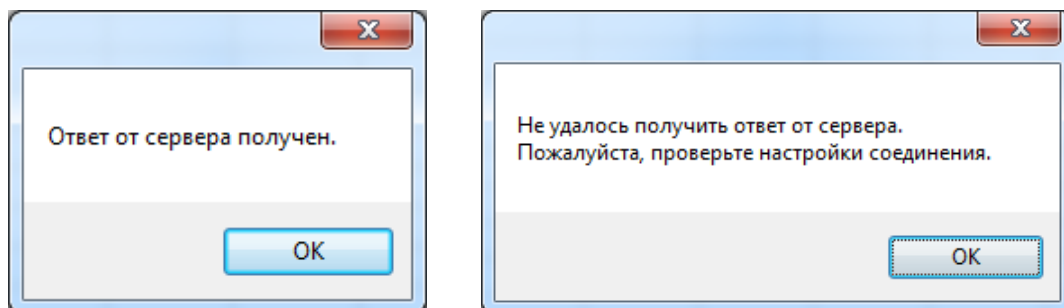 Ответ от сервера получен.
OK
Не удалось получить ответ от сервера.
Пожалуйста, проверьте настройки соединения.
OK